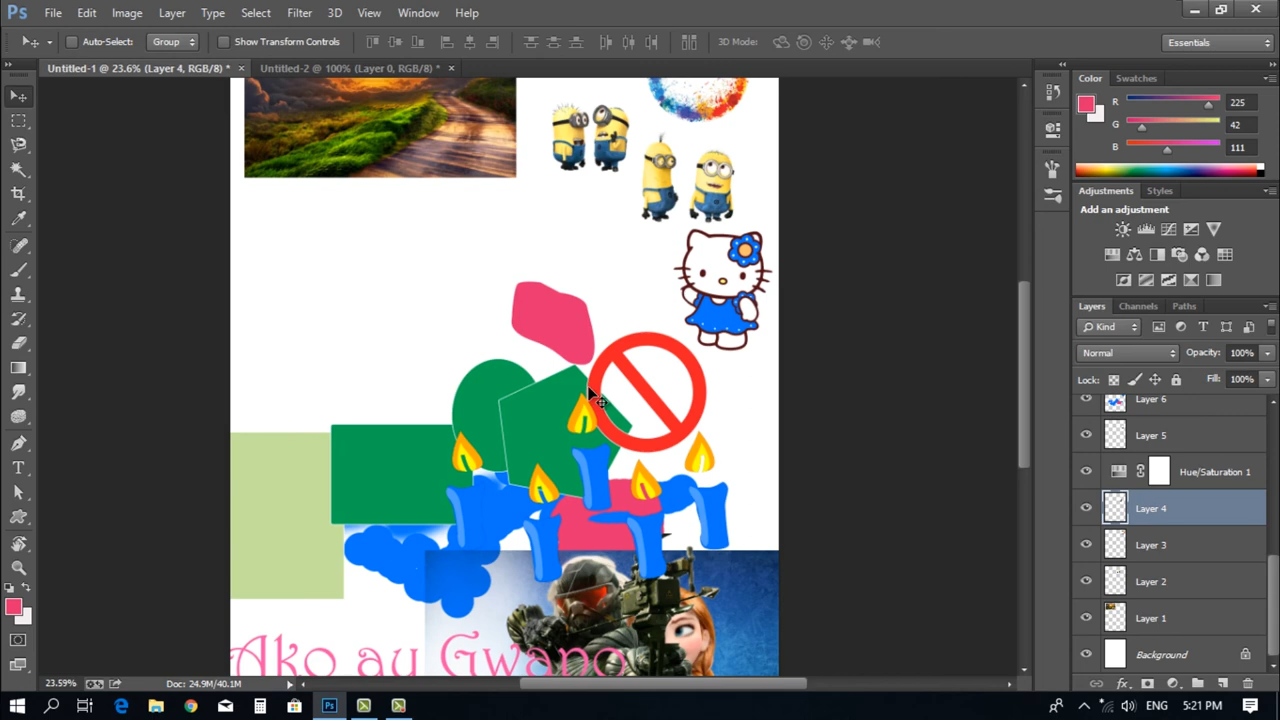 Ps File Edit Image Layer Type Select Filter 3D View Window Help
Auto-Select: Group Show Transform Controls 3D Mode: Essentials
Untitled-1 @ 23.6% (Layer 4, RGB/8) * × Untitled-2 @ 100% (Layer 0, RGB/8) * ×
Color Swatches
R 225
G 42
B 111
Adjustments Styles
Add an adjustment
Layers Channels Paths
Kind
Normal Opacity: 100%
Lock: Fill: 100%
Layer 6
Layer 5
Hue/Saturation 1
Layer 4
Layer 3
Layer 2
Layer 1
Background
Ako ay Gwapo
23.59% Doc: 24.9M/40.1M
Ps ENG 5:21 PM